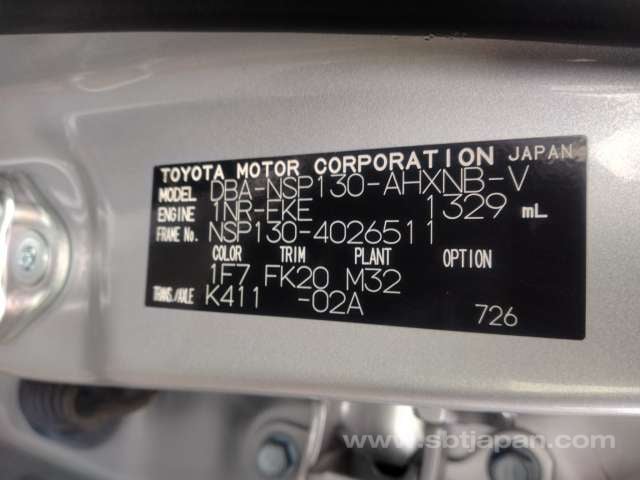 TOYOTA MOTOR CORPORATION JAPAN
MODEL DBA-NSP130-AHXNB-V
ENGINE 1NR-FKE 1329 mL
FRAME No. NSP130-4026511
COLOR TRIM PLANT OPTION
1F7 FK20 M32
TRANS./AXLE K411 -02A
726
www.sbtjapan.com